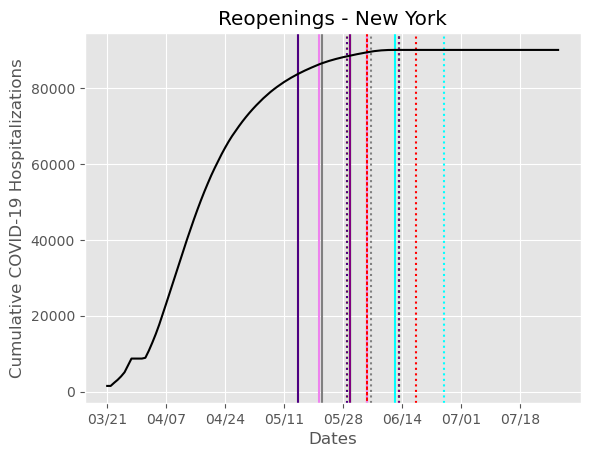 Reopenings - New York
Cumulative COVID-19 Hospitalizations
80000
60000
40000
20000
0
03/21 04/07 04/24 05/11 05/28 06/14 07/01 07/18
Dates